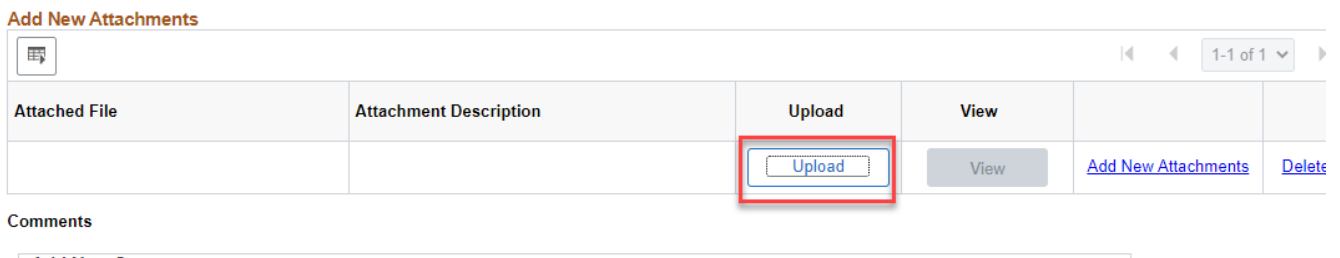 Add New Attachments
1-1 of 1
Attached File Attachment Description Upload View
Upload View Add New Attachments Delete
Comments